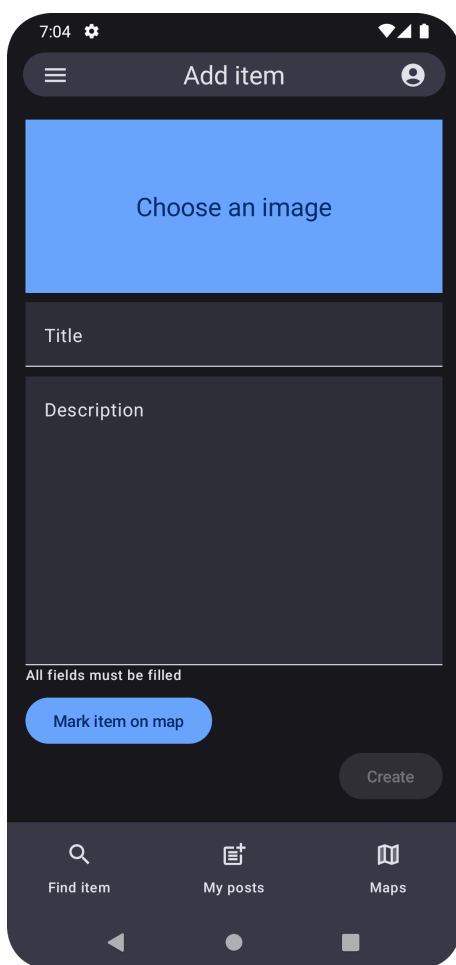 7:04
Add item
Choose an image
Title
Description
All fields must be filled
Mark item on map
Create
Find item
My posts
Maps